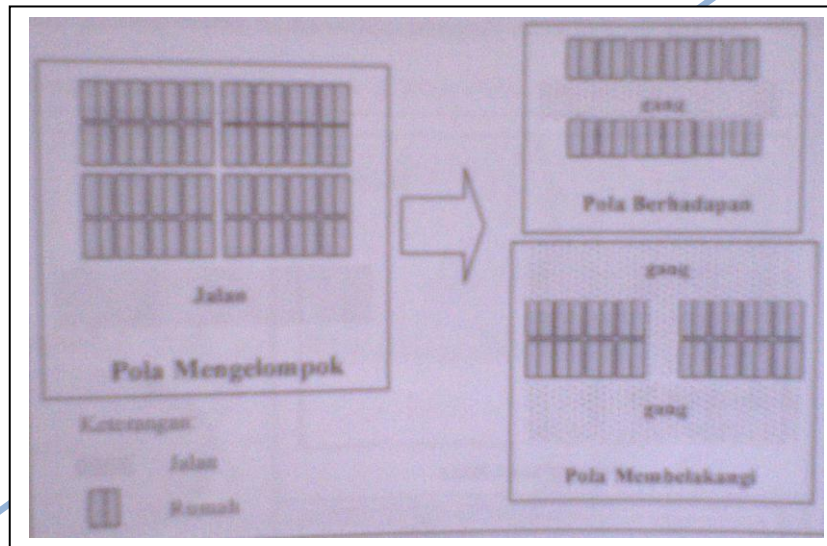 Jalan
Pola Mengelompok
Keterangan
Jalan
Rumah
gang
Pola Berhadapan
gang
gang
Pola Membelakangi